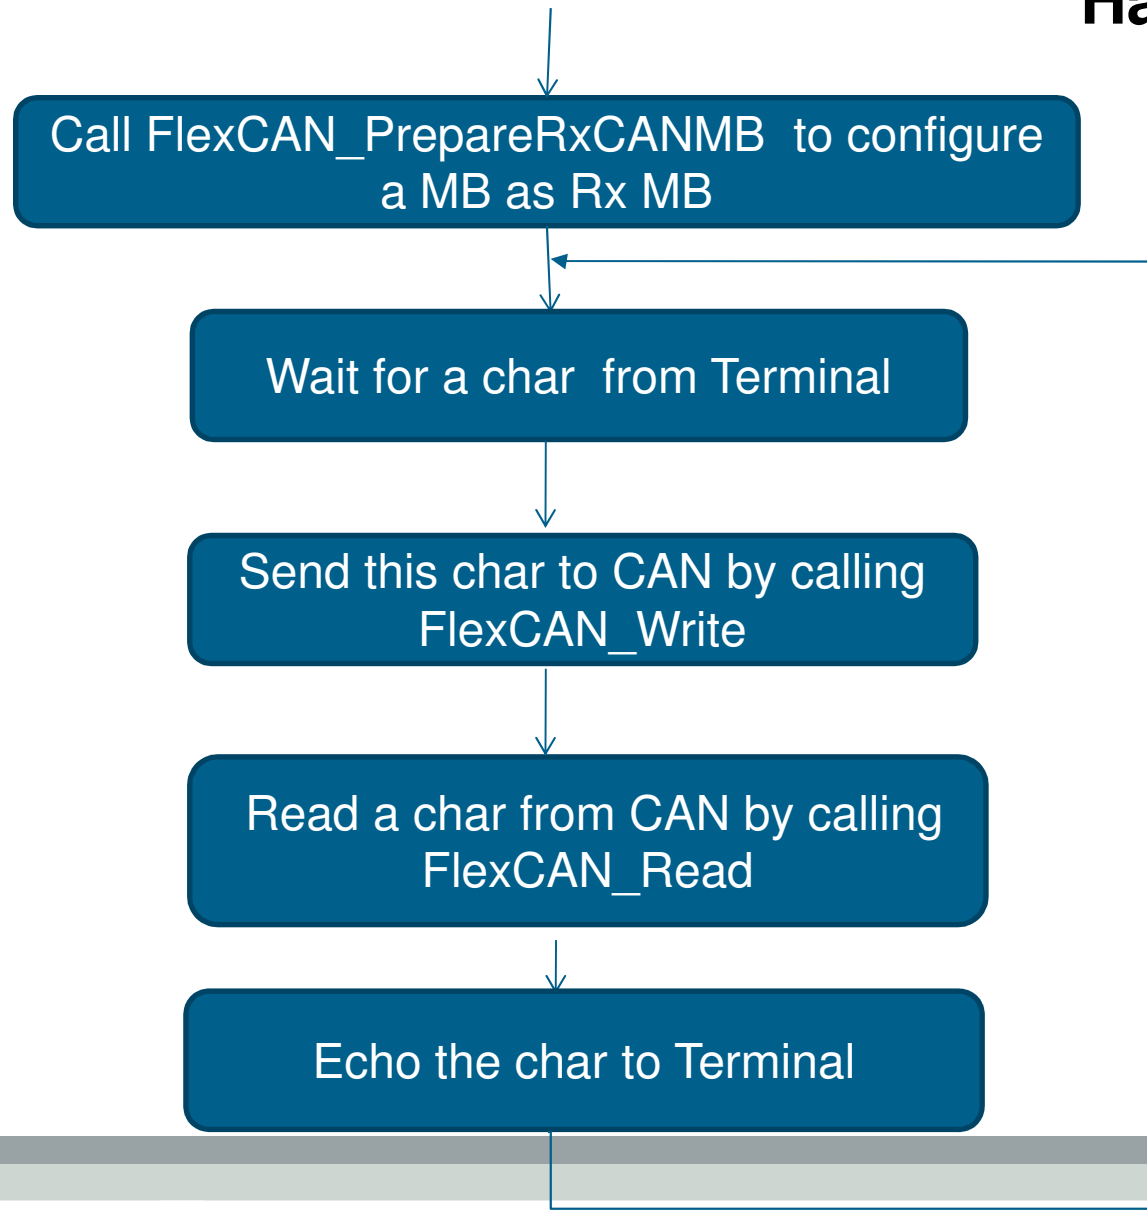 Ha
Call FlexCAN_PrepareRxCANMB to configure
a MB as Rx MB
Wait for a char from Terminal
Send this char to CAN by calling
FlexCAN_Write
Read a char from CAN by calling
FlexCAN_Read
Echo the char to Terminal